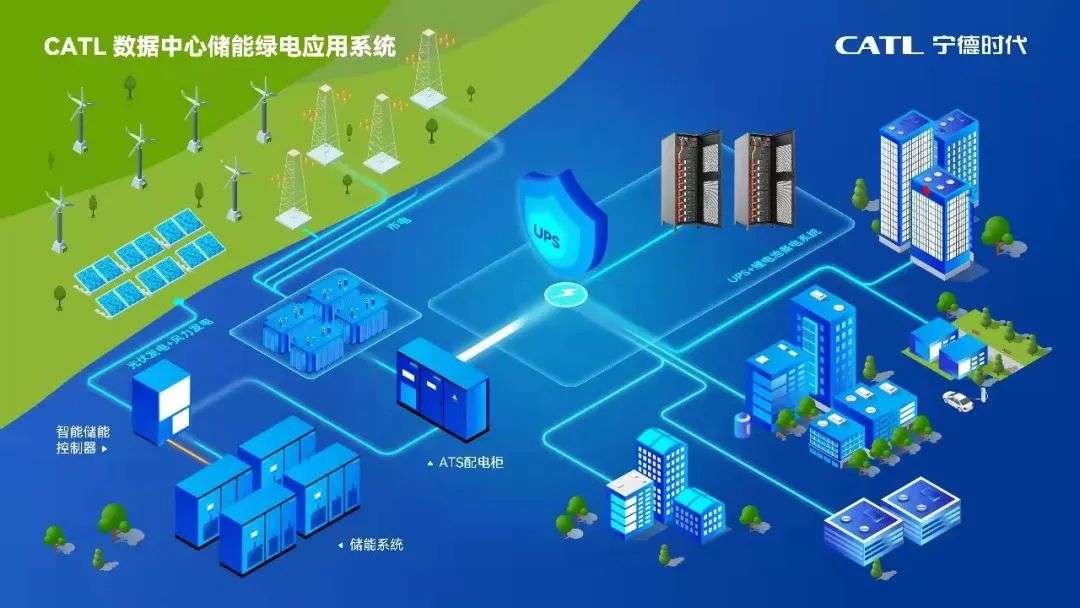 CATL 数据中心储能绿电应用系统
CATL 宁德时代
市电
UPS
UPS+锂电池备电系统
光伏发电+风力发电
智能储能
控制器
ATS配电柜
储能系统